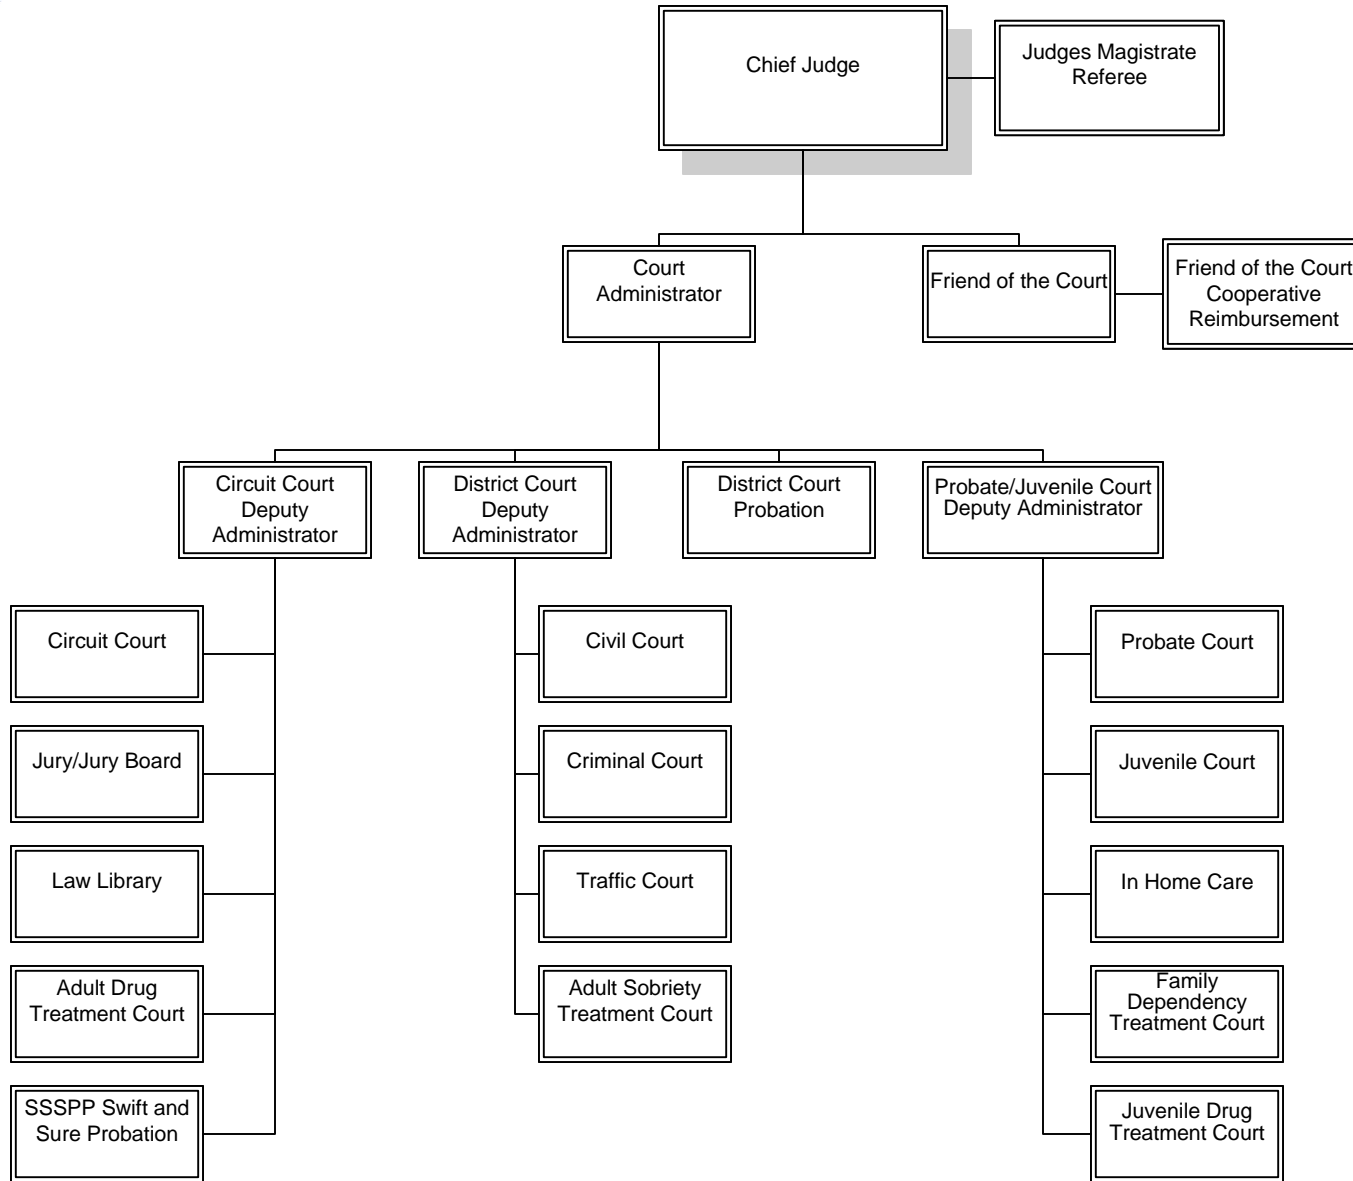 Chief Judge
Judges Magistrate
Referee
Court
Administrator
Friend of the Court
Friend of the Court
Cooperative
Reimbursement
Circuit Court
Deputy
Administrator
District Court
Deputy
Administrator
District Court
Probation
Probate/Juvenile Court
Deputy Administrator
Circuit Court
Civil Court
Probate Court
Jury/Jury Board
Criminal Court
Juvenile Court
Law Library
Traffic Court
In Home Care
Adult Drug
Treatment Court
Adult Sobriety
Treatment Court
Family
Dependency
Treatment Court
SSSPP Swift and
Sure Probation
Juvenile Drug
Treatment Court